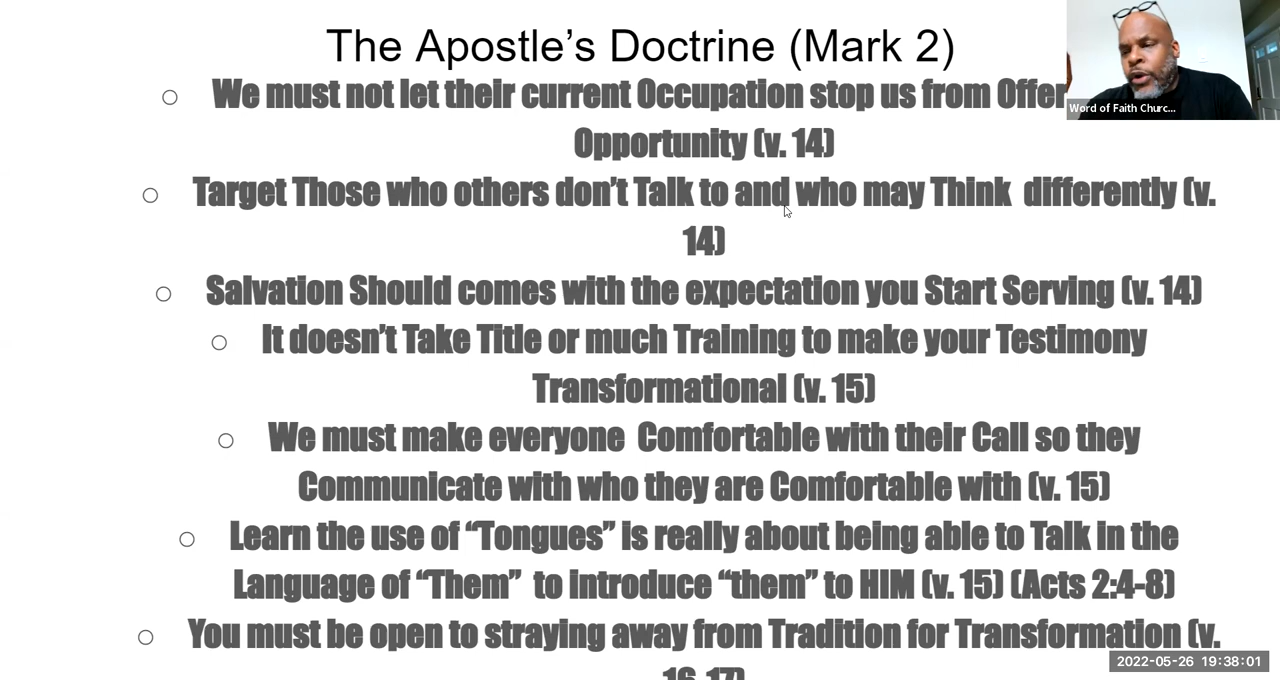 The Apostle’s Doctrine (Mark 2)
We must not let their current Occupation stop us from Offer
Opportunity (v. 14)
Target Those who others don’t Talk to and who may Think differently (v.
14)
Salvation Should comes with the expectation you Start Serving (v. 14)
It doesn’t Take Title or much Training to make your Testimony
Transformational (v. 15)
We must make everyone Comfortable with their Call so they
Communicate with who they are Comfortable with (v. 15)
Learn the use of “Tongues” is really about being able to Talk in the
Language of “Them” to introduce “them” to HIM (v. 15) (Acts 2:4-8)
You must be open to straying away from Tradition for Transformation (v.
16-17)
Word of Faith Churc...
2022-05-26 19:38:01